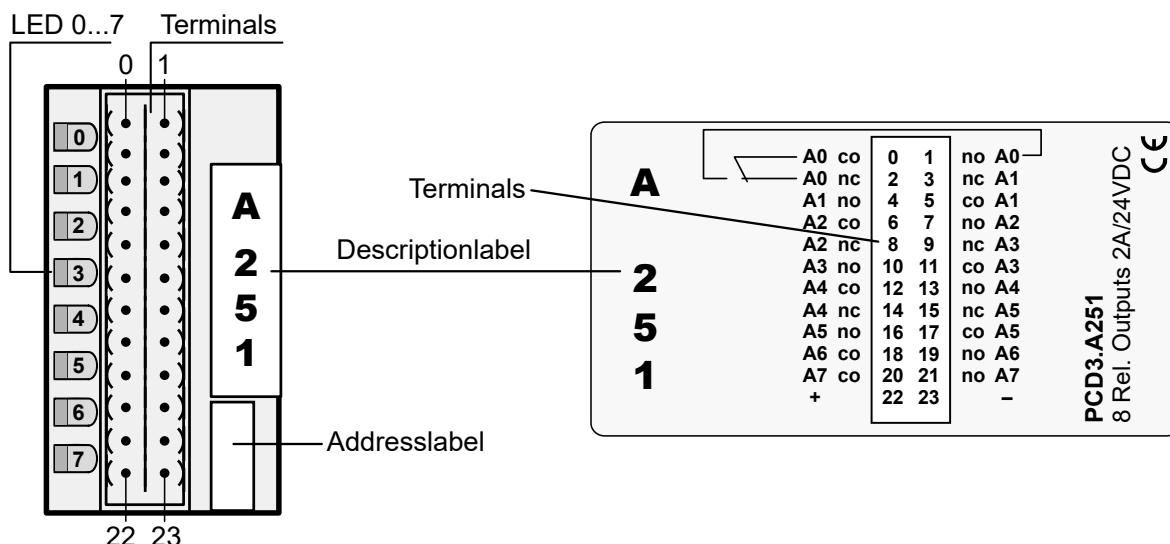 LED 0...7 Terminals
0 1
0
1
2
3
4
5
6
7
A
2
5
1
22 23
Terminals
Descriptionlabel
Addresslabel
A
2
5
1
A0 co 0 1 no A0
A0 nc 2 3 nc A1
A1 no 4 5 co A1
A2 co 6 7 no A2
A2 nc 8 9 nc A3
A3 no 10 11 co A3
A4 co 12 13 no A4
A4 nc 14 15 nc A5
A5 no 16 17 co A5
A6 co 18 19 no A6
A7 co 20 21 no A7
+ 22 23 –
PCD3.A251
8 Rel. Outputs 2A/24VDC
CE